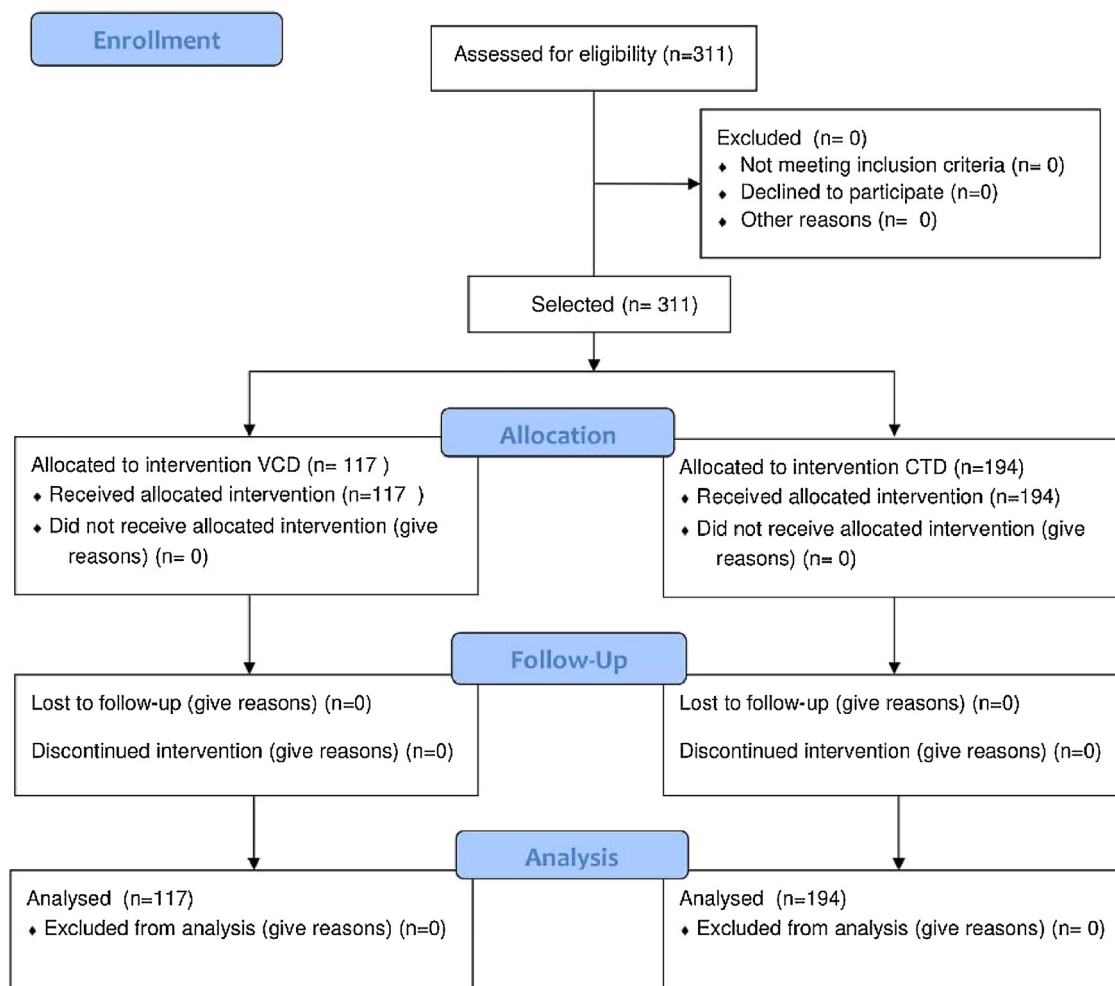 Enrollment
Assessed for eligibility (n=311)
Excluded (n= 0)
♦ Not meeting inclusion criteria (n= 0)
♦ Declined to participate (n=0)
♦ Other reasons (n= 0)
Selected (n= 311)
Allocation
Allocated to intervention VCD (n= 117 )
♦ Received allocated intervention (n=117 )
♦ Did not receive allocated intervention (give
reasons) (n= 0)
Allocated to intervention CTD (n=194)
♦ Received allocated intervention (n=194)
♦ Did not receive allocated intervention (give
reasons) (n= 0)
Follow-Up
Lost to follow-up (give reasons) (n=0)
Discontinued intervention (give reasons) (n=0)
Lost to follow-up (give reasons) (n=0)
Discontinued intervention (give reasons) (n=0)
Analysis
Analysed (n=117)
♦ Excluded from analysis (give reasons) (n=0)
Analysed (n=194)
♦ Excluded from analysis (give reasons) (n= 0)